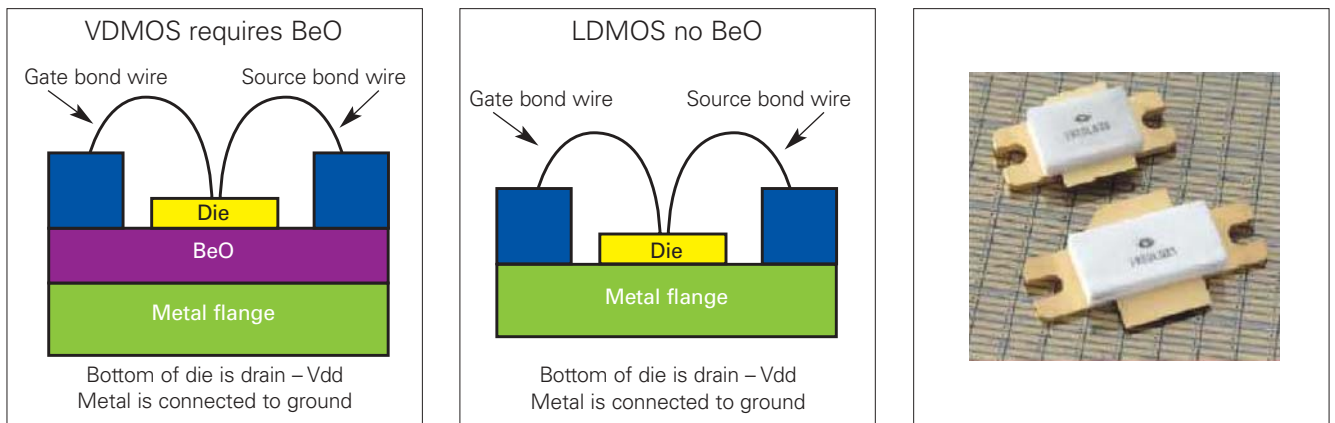 VDMOS requires BeO
Gate bond wire
Source bond wire
Die
BeO
Metal flange
Bottom of die is drain – Vdd
Metal is connected to ground
LDMOS no BeO
Gate bond wire
Source bond wire
Die
Metal flange
Bottom of die is drain – Vdd
Metal is connected to ground